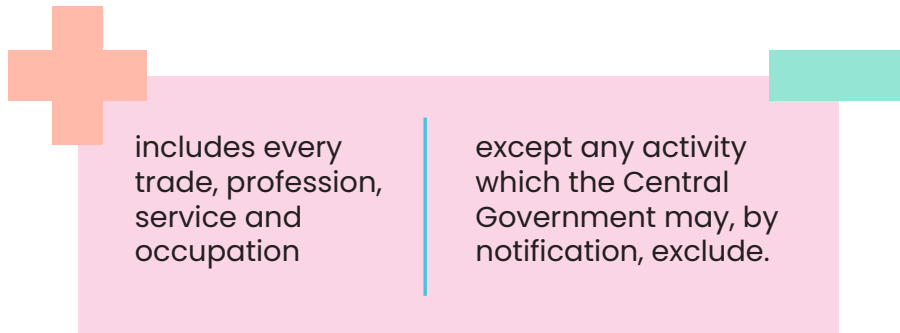 includes every
trade, profession,
service and
occupation
except any activity
which the Central
Government may, by
notification, exclude.